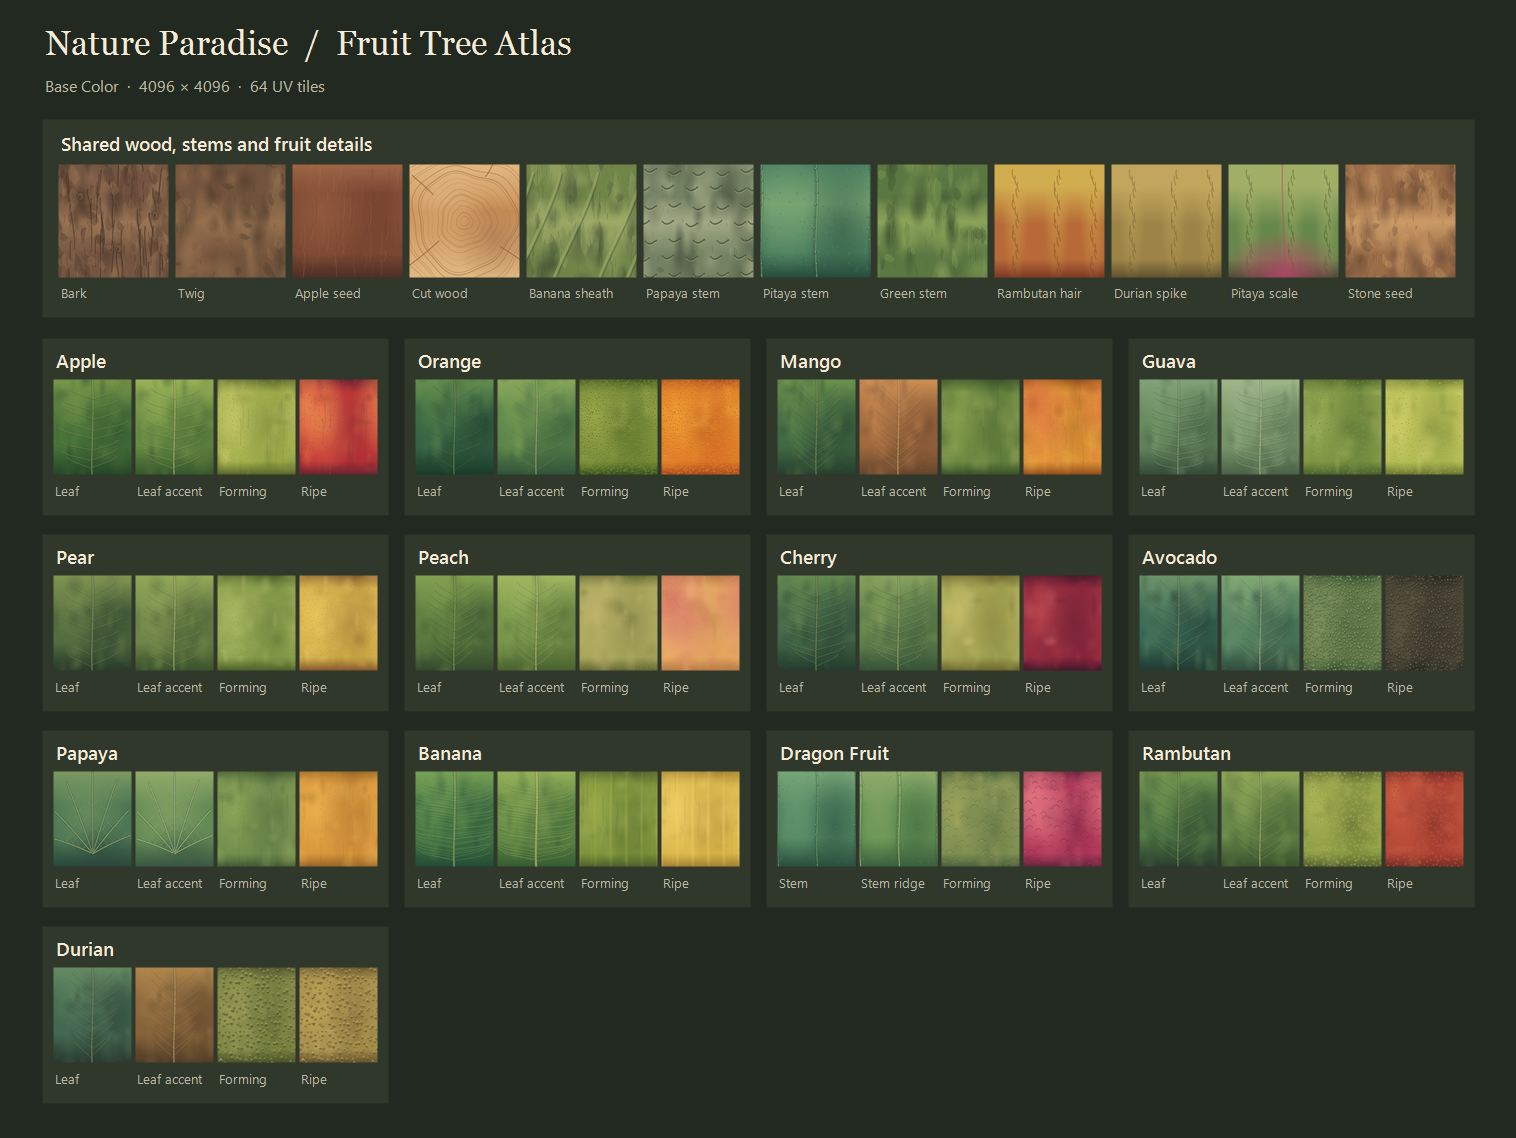 Nature Paradise / Fruit Tree Atlas
Base Color · 4096 × 4096 · 64 UV tiles
Shared wood, stems and fruit details
Bark Twig Apple seed Cut wood Banana sheath Papaya stem Pitaya stem Green stem Rambutan hair Durian spike Pitaya scale Stone seed
Apple Orange Mango Guava
Leaf Leaf accent Forming Ripe Leaf Leaf accent Forming Ripe Leaf Leaf accent Forming Ripe Leaf Leaf accent Forming Ripe
Pear Peach Cherry Avocado
Leaf Leaf accent Forming Ripe Leaf Leaf accent Forming Ripe Leaf Leaf accent Forming Ripe Leaf Leaf accent Forming Ripe
Papaya Banana Dragon Fruit Rambutan
Leaf Leaf accent Forming Ripe Leaf Leaf accent Forming Ripe Stem Stem ridge Forming Ripe Leaf Leaf accent Forming Ripe
Durian
Leaf Leaf accent Forming Ripe